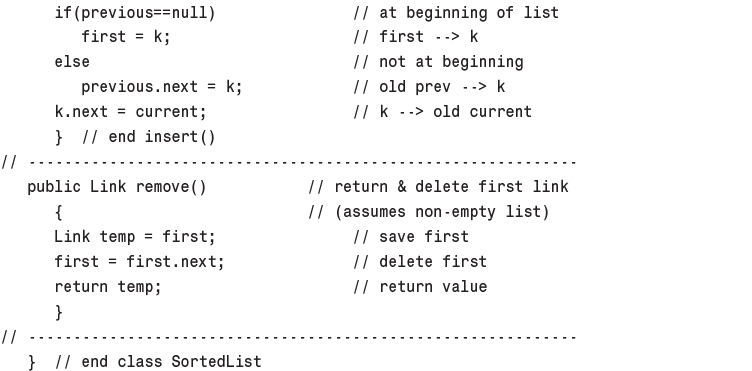 if(previous==null)                // at beginning of list
first = k;                     // first --> k
else                              // not at beginning
previous.next = k;             // old prev --> k
k.next = current;                 // k --> old current
}  // end insert()
// -------------------------------------------------------------
public Link remove()            // return & delete first link
{                            // (assumes non-empty list)
Link temp = first;                // save first
first = first.next;               // delete first
return temp;                      // return value
}
// -------------------------------------------------------------
}  // end class SortedList